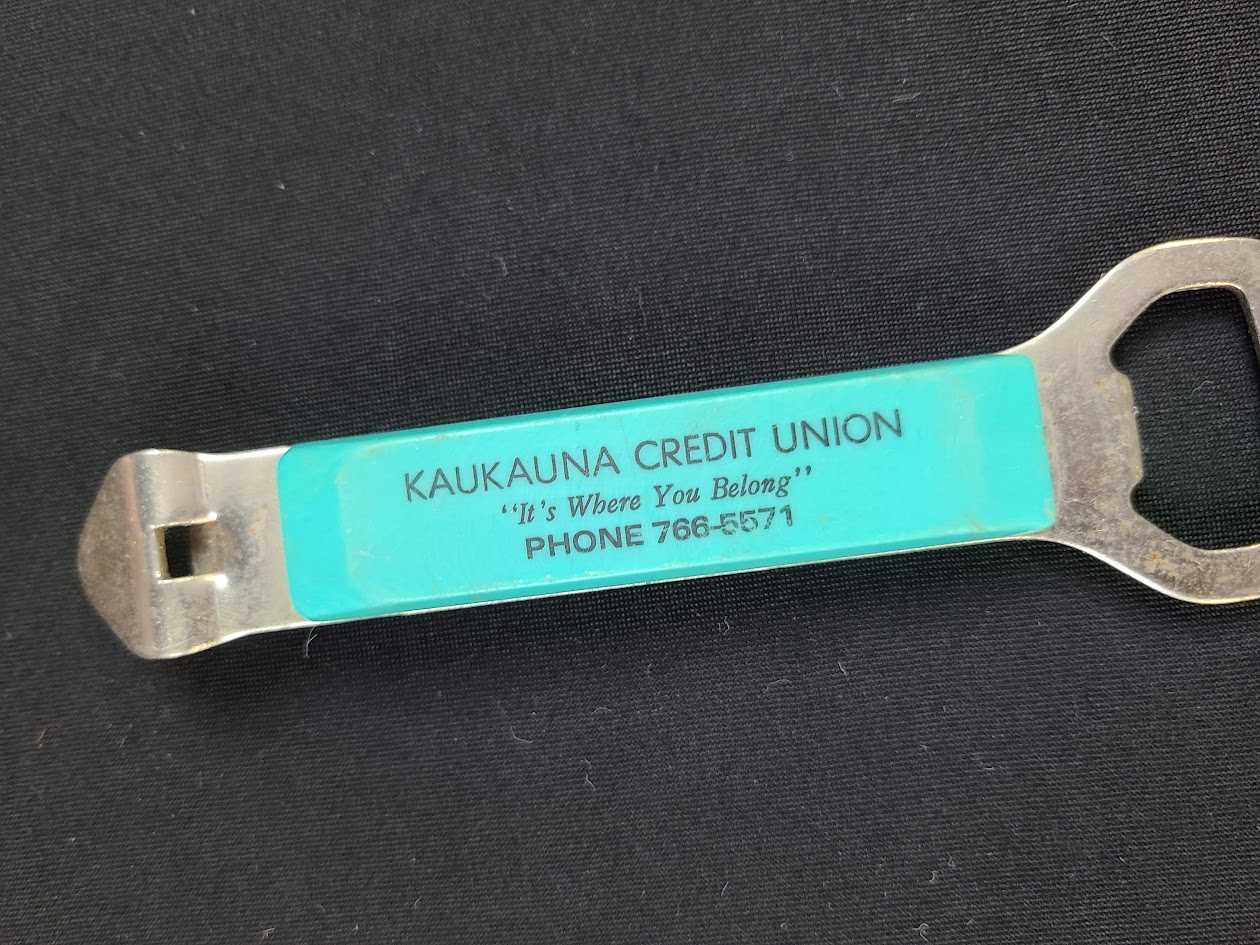 KAUKAUNA CREDIT UNION
“It's Where You Belong”
PHONE 766-5571